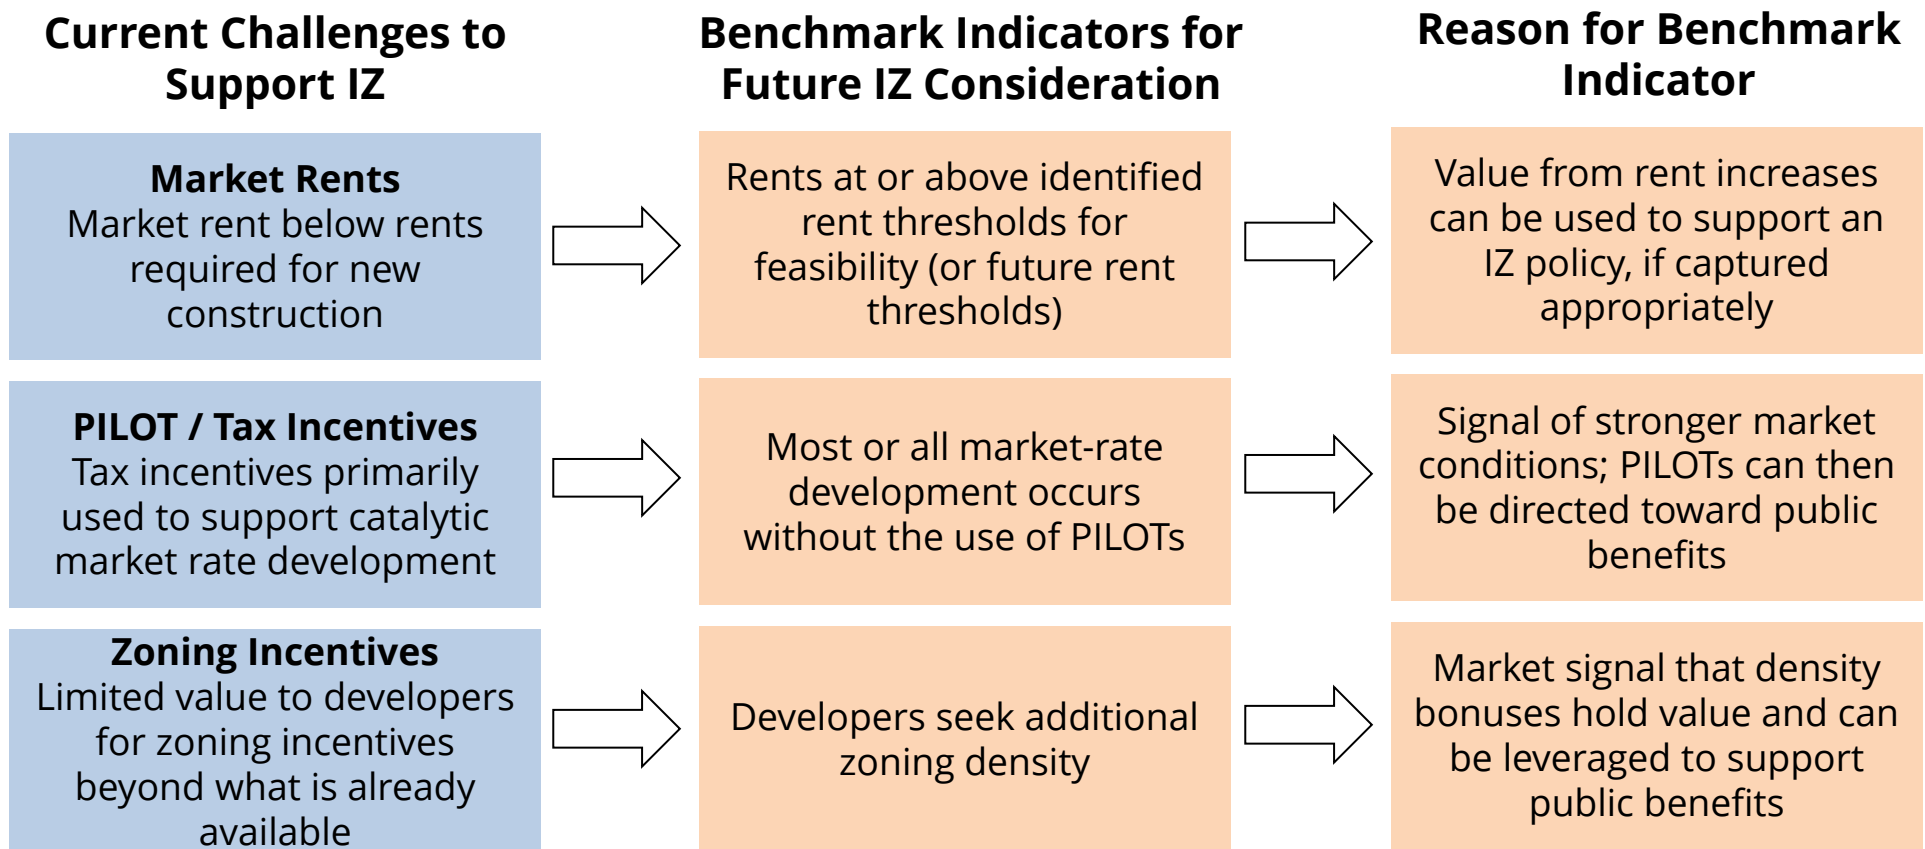 Current Challenges to
Support IZ
Benchmark Indicators for
Future IZ Consideration
Reason for Benchmark
Indicator
Market Rents
Market rent below rents
required for new
construction
Rents at or above identified
rent thresholds for
feasibility (or future rent
thresholds)
Value from rent increases
can be used to support an
IZ policy, if captured
appropriately
PILOT / Tax Incentives
Tax incentives primarily
used to support catalytic
market rate development
Most or all market-rate
development occurs
without the use of PILOTs
Signal of stronger market
conditions; PILOTs can then
be directed toward public
benefits
Zoning Incentives
Limited value to developers
for zoning incentives
beyond what is already
available
Developers seek additional
zoning density
Market signal that density
bonuses hold value and can
be leveraged to support
public benefits